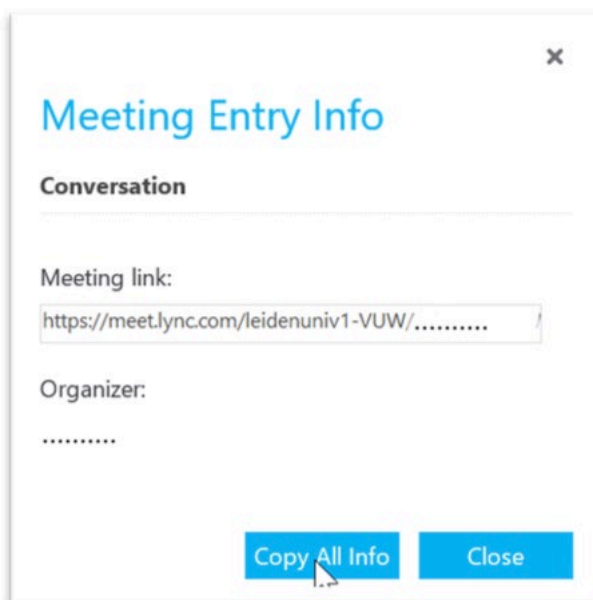 Meeting Entry Info
Conversation
Meeting link:
https://meet.lync.com/leidenuniv1-VUW/..........
Organizer:
..........
Copy All Info
Close